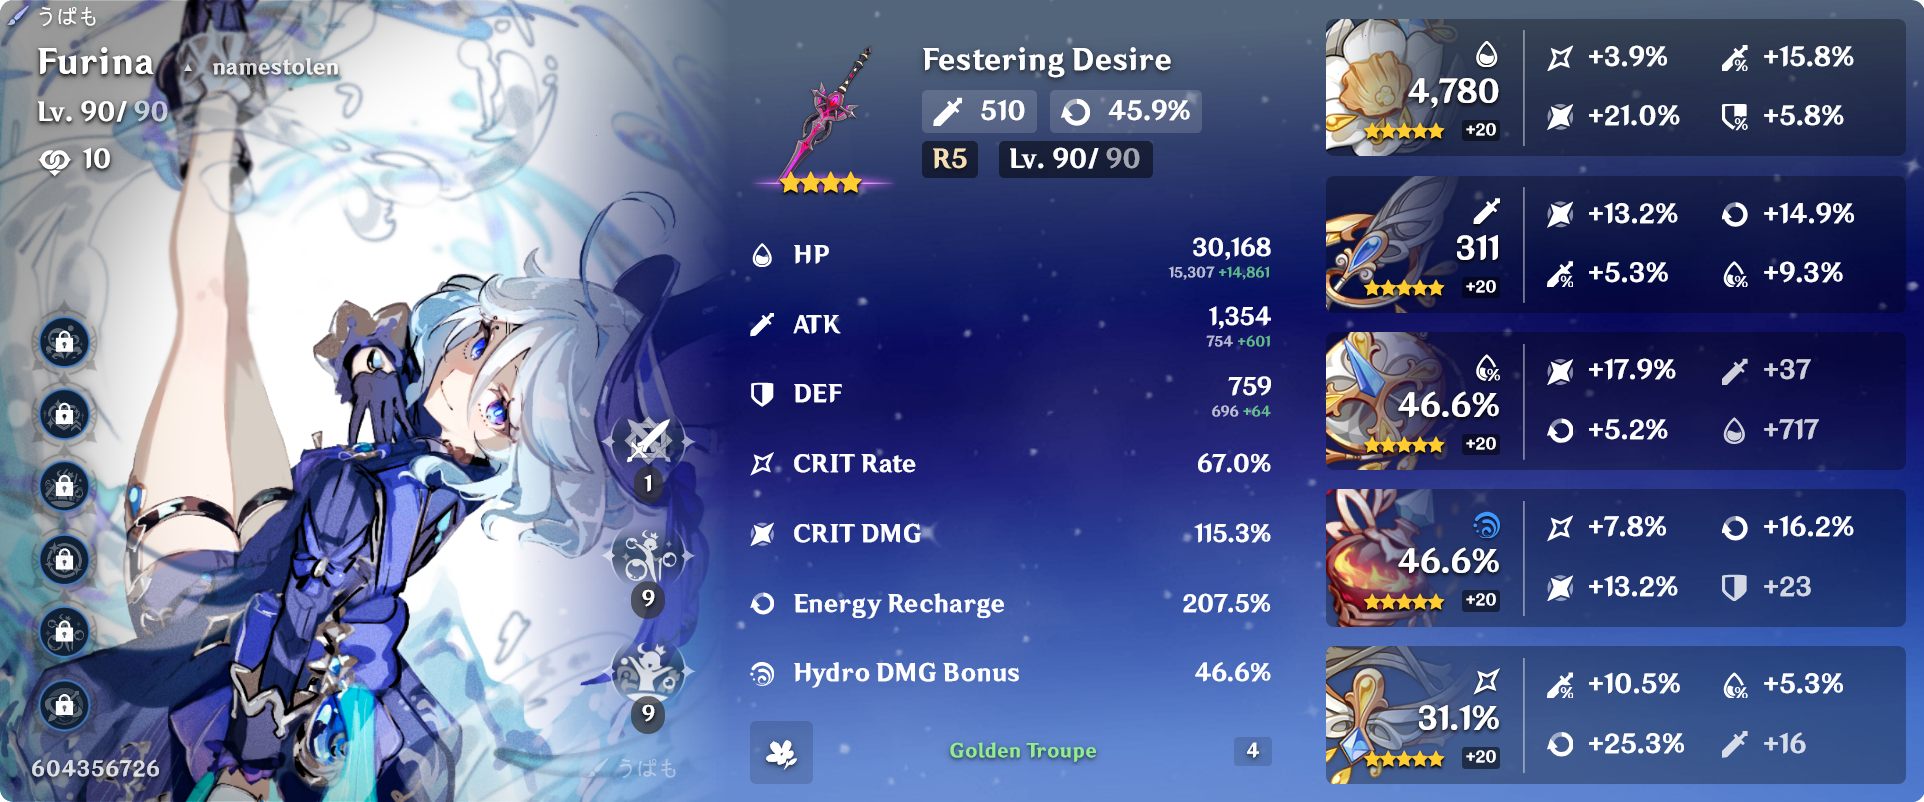 うぱも
Furina namestolen
Lv. 90/ 90
10
1
9
9
604356726
うぱも
Festering Desire
510 45.9%
R5 Lv. 90/ 90
HP 30,168
15,307 +14,861
ATK 1,354
754 +601
DEF 759
696 +64
CRIT Rate 67.0%
CRIT DMG 115.3%
Energy Recharge 207.5%
Hydro DMG Bonus 46.6%
Golden Troupe 4
4,780
+20
+3.9% +15.8%
+21.0% +5.8%
311
+20
+13.2% +14.9%
+5.3% +9.3%
46.6%
+20
+17.9% +37
+5.2% +717
46.6%
+20
+7.8% +16.2%
+13.2% +23
31.1%
+20
+10.5% +5.3%
+25.3% +16